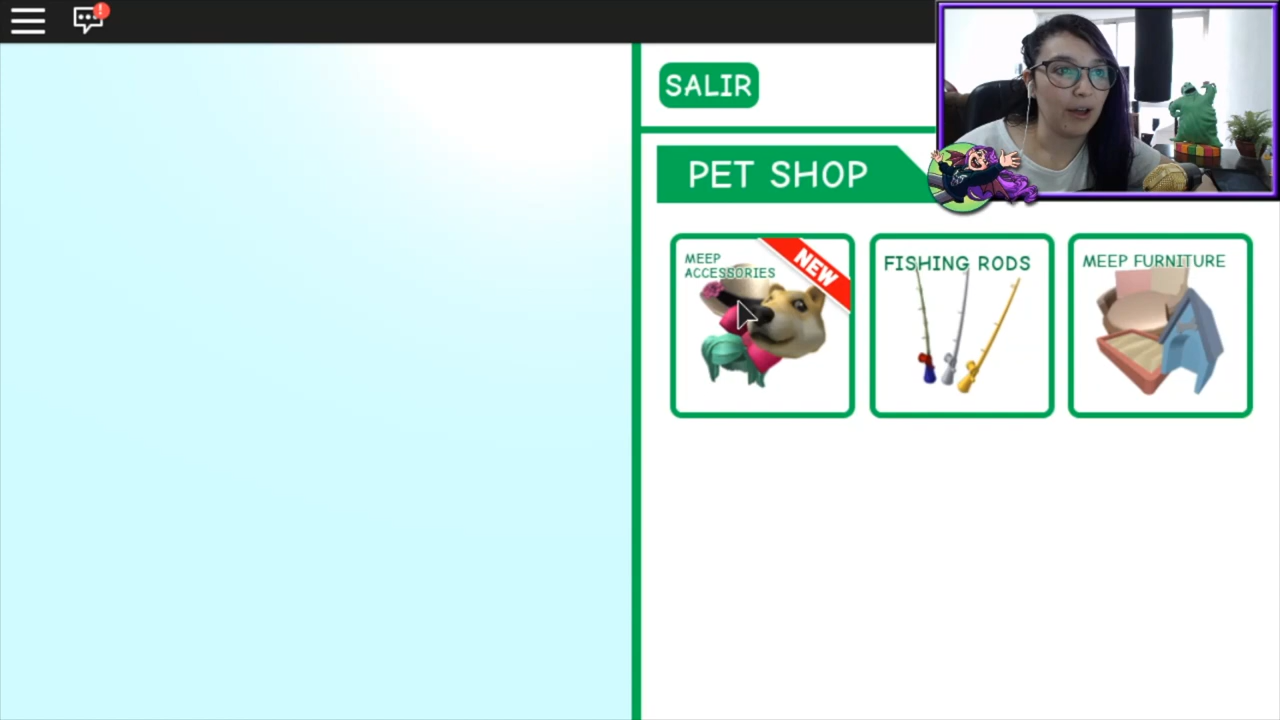 !
SALIR
PET SHOP
MEEP
ACCESSORIES
NEW
FISHING RODS
MEEP FURNITURE